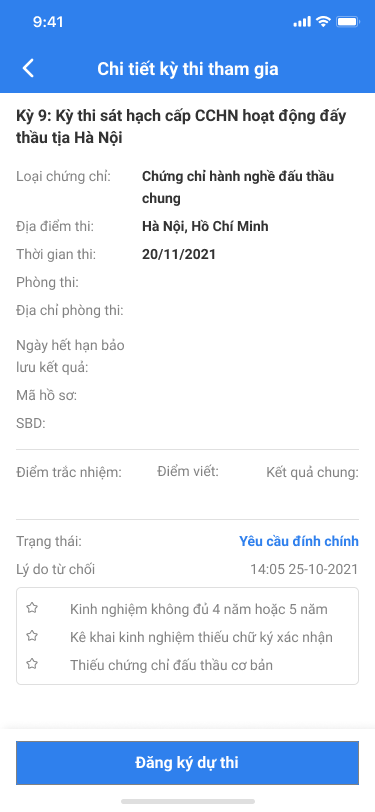 9:41
Chi tiết kỳ thi tham gia
Kỳ 9: Kỳ thi sát hạch cấp CCHN hoạt động đấy
thầu tịa Hà Nội
Loại chứng chỉ: Chứng chỉ hành nghề đấu thầu
chung
Địa điểm thi: Hà Nội, Hồ Chí Minh
Thời gian thi: 20/11/2021
Phòng thi:
Địa chỉ phòng thi:
Ngày hết hạn bảo
lưu kết quả:
Mã hồ sơ:
SBD:
Điểm trắc nhiệm: Điểm viết: Kết quả chung:
Trạng thái: Yêu cầu đính chính
Lý do từ chối 14:05 25-10-2021
Kinh nghiệm không đủ 4 năm hoặc 5 năm
Kê khai kinh nghiệm thiếu chữ ký xác nhận
Thiếu chứng chỉ đấu thầu cơ bản
Đăng ký dự thi